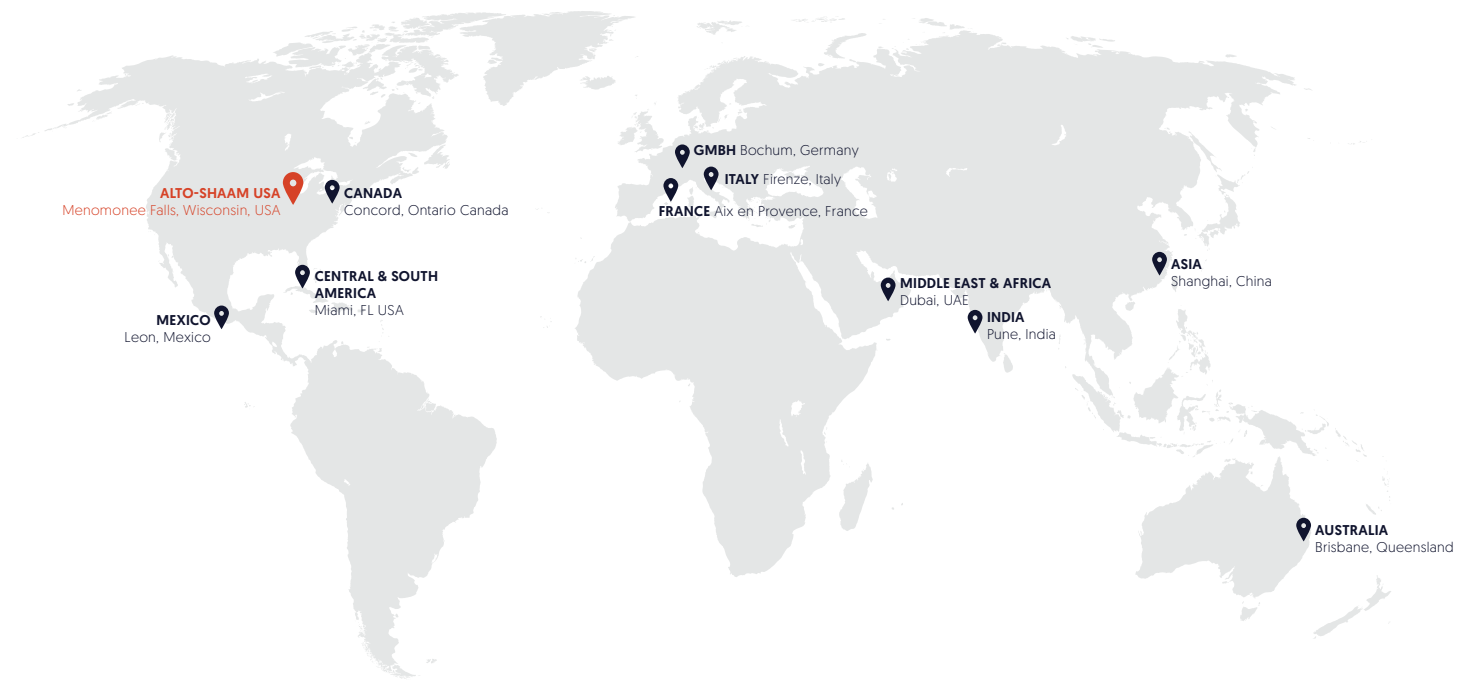 GMBH Bochum, Germany
ITALY Firenze, Italy
FRANCE Aix en Provence, France
ALTO-SHAAM USA
Menomonee Falls, Wisconsin, USA
CANADA
Concord, Ontario Canada
CENTRAL & SOUTH
AMERICA
Miami, FL USA
MEXICO
Leon, Mexico
MIDDLE EAST & AFRICA
Dubai, UAE
INDIA
Pune, India
ASIA
Shanghai, China
AUSTRALIA
Brisbane, Queensland